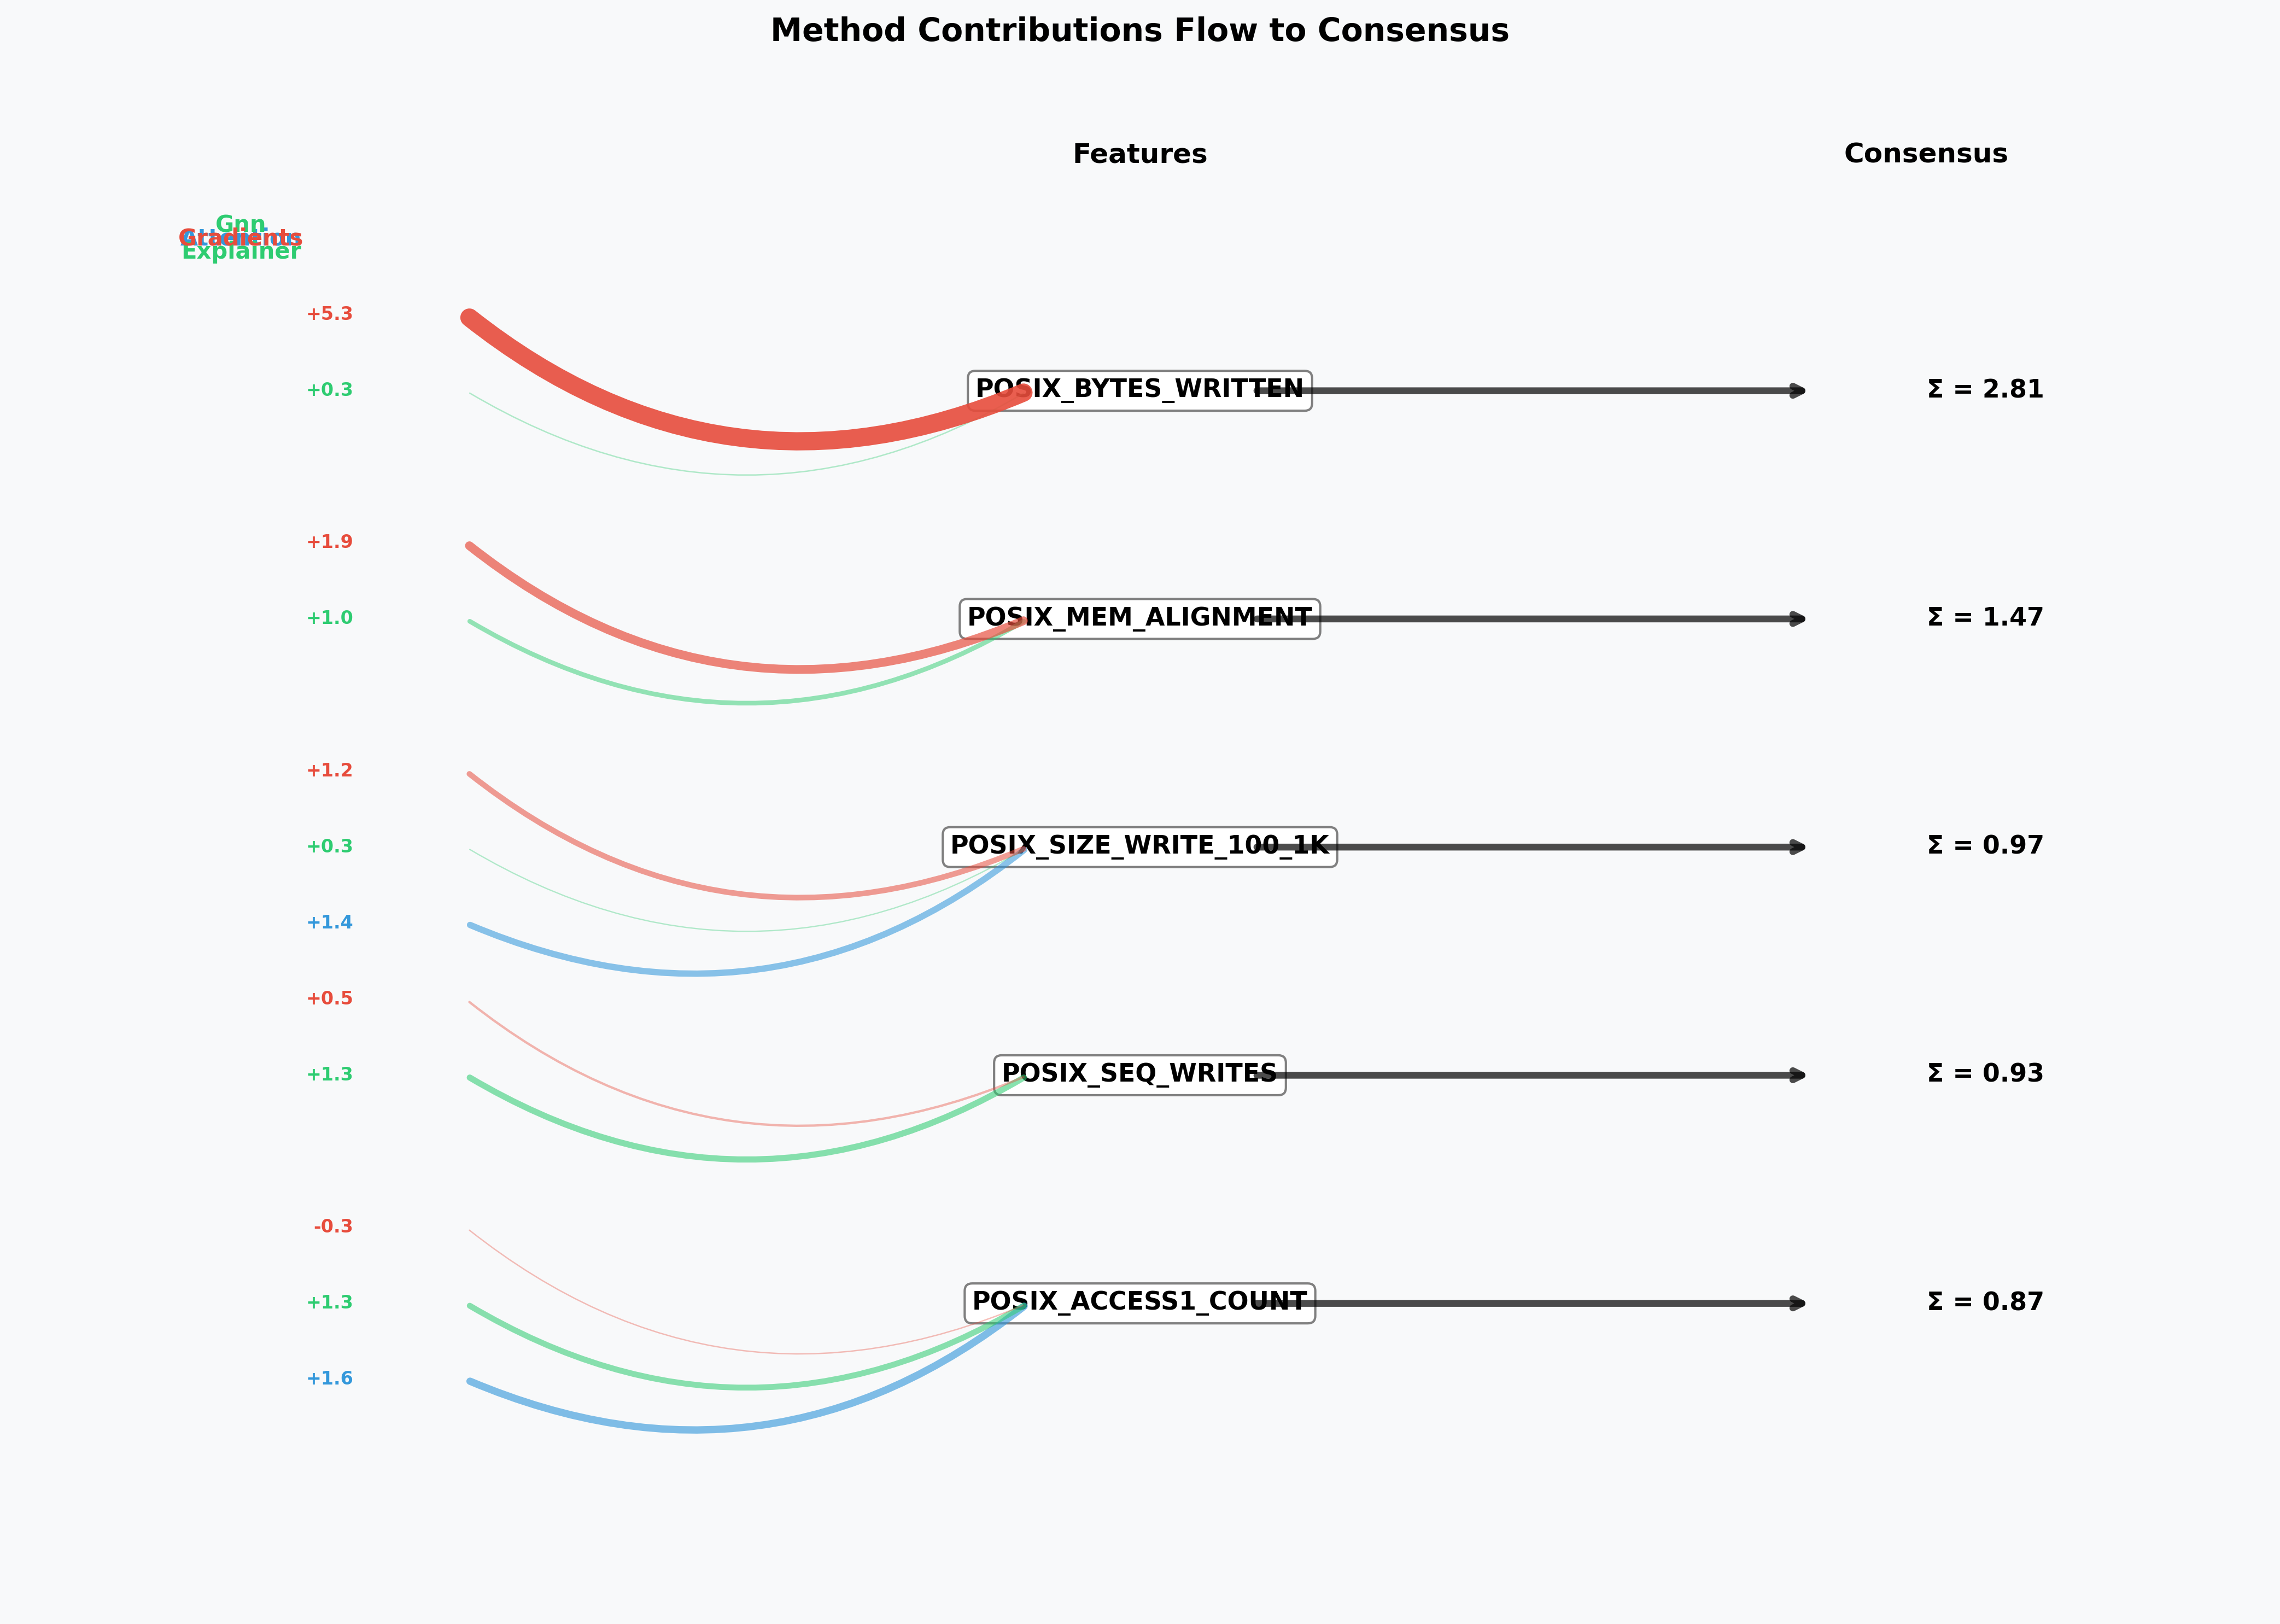 Method Contributions Flow to Consensus
Features
Consensus
Gnn
Gradients
Explainer
+5.3
+0.3
POSIX_BYTES_WRITTEN
Σ = 2.81
+1.9
+1.0
POSIX_MEM_ALIGNMENT
Σ = 1.47
+1.2
+0.3
+1.4
POSIX_SIZE_WRITE_100_1K
Σ = 0.97
+0.5
+1.3
POSIX_SEQ_WRITES
Σ = 0.93
-0.3
+1.3
+1.6
POSIX_ACCESS1_COUNT
Σ = 0.87